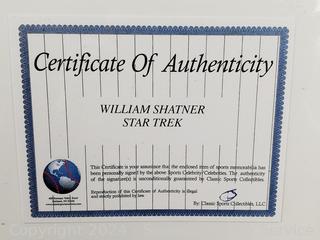 Certificate Of Authenticity
WILLIAM SHATNER
STAR TREK
This Certificate is your assurance that the enclosed item of sports memorabilia has
been personally signed by the above Sports Celebrity/Celebrities. The authenticity
of the signature(s) is unconditionally guaranteed by Classic Sports Collectibles.
Reproduction of this Certificate of Authenticity is illegal
and strictly prohibited by law.
By: Classic Sports Collectibles, LLC
Copyright 2024